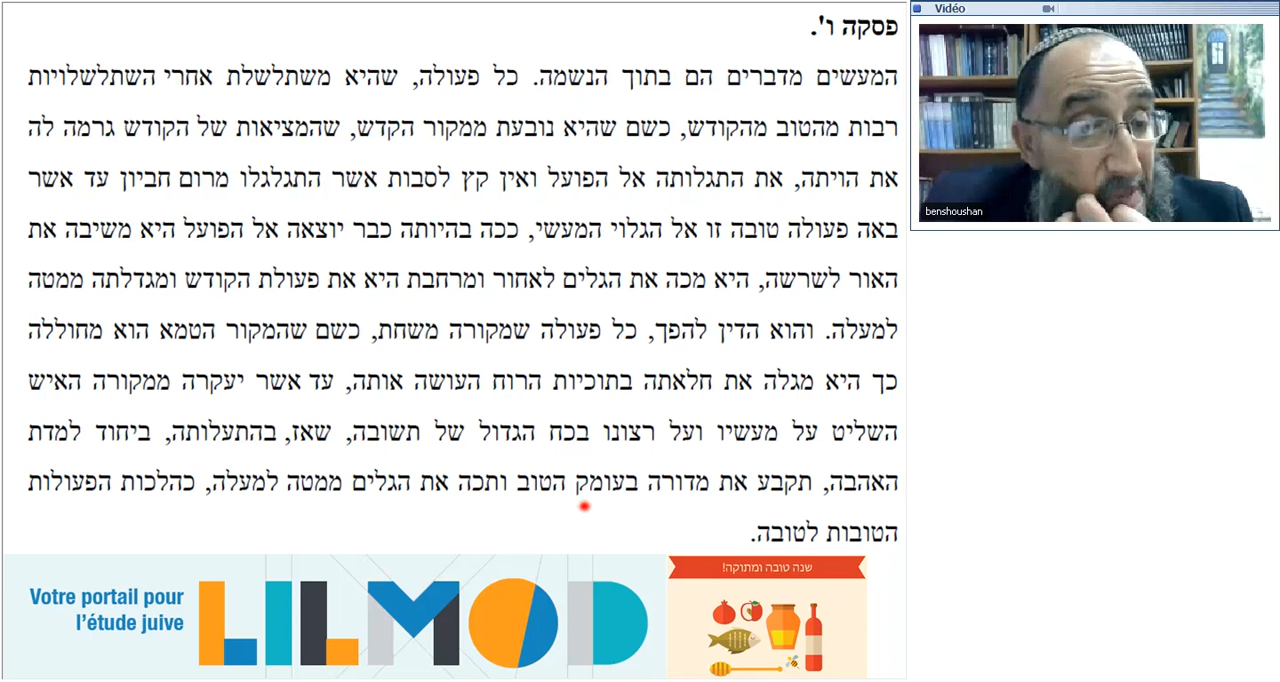 פסקה ו'.
המעשים מדברים הם בתוך הנשמה. כל פעולה, שהיא משתלשלת אחרי השתלשלויות
רבות מהטוב מהקודש, כשם שהיא נובעת ממקור הקדש, שהמציאות של הקודש גרמה לה
את הויתה, את התגלותה אל הפועל ואין קץ לסבות אשר התגלגלו מרום חביון עד אשר
באה פעולה טובה זו אל הגלוי המעשי, ככה בהיותה כבר יוצאה אל הפועל היא משיבה את
האור לשרשה, היא מכה את הגלים לאחור ומרחבת היא את פעולת הקודש ומגדלתה ממטה
למעלה. והוא הדין להפך, כל פעולה שמקורה משחת, כשם שהמקור הטמא הוא מחוללה
כך היא מגלה את חלאתה בתוכיות הרוח העושה אותה, עד אשר יעקרה ממקורה האיש
השליט על מעשיו ועל רצונו בכח הגדול של תשובה, שאז, בהתעלותה, ביחוד למדת
האהבה, תקבע את מדורה בעומק הטוב ותכה את הגלים ממטה למעלה, כהלכות הפעולות
הטובות לטובה.
Vidéo
benshoushan
Votre portail pour
l'étude juive
LILMOD
שנה טובה ומתוקה!